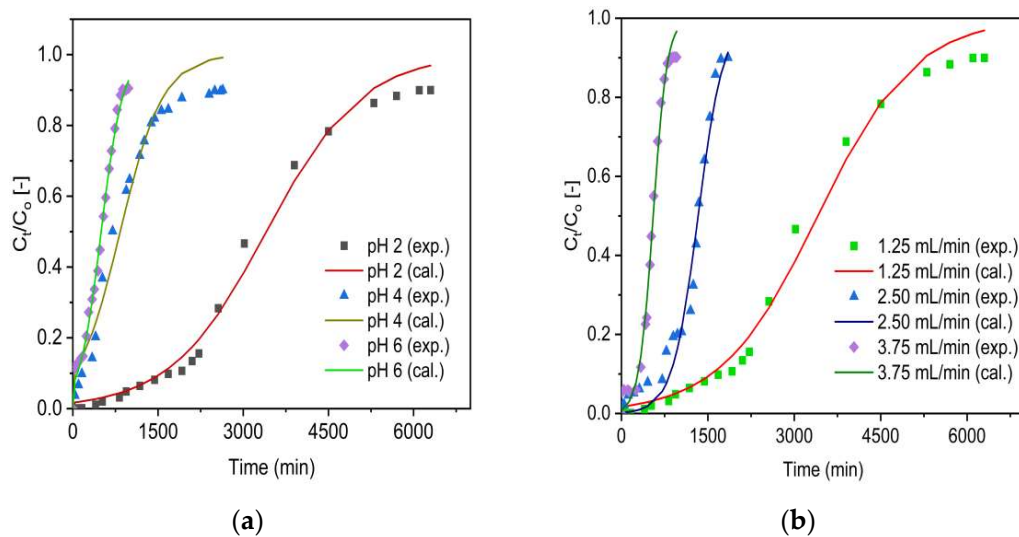 1.0
0.8
0.6
0.4
0.2
0.0
Ct/Co [-]
pH 2 (exp.)
pH 2 (cal.)
pH 4 (exp.)
pH 4 (cal.)
pH 6 (exp.)
pH 6 (cal.)
0 1500 3000 4500 6000
Time (min)
(a)
1.0
0.8
0.6
0.4
0.2
0.0
Ct/Co [-]
1.25 mL/min (exp.)
1.25 mL/min (cal.)
2.50 mL/min (exp.)
2.50 mL/min (cal.)
3.75 mL/min (exp.)
3.75 mL/min (cal.)
0 1500 3000 4500 6000
Time (min)
(b)